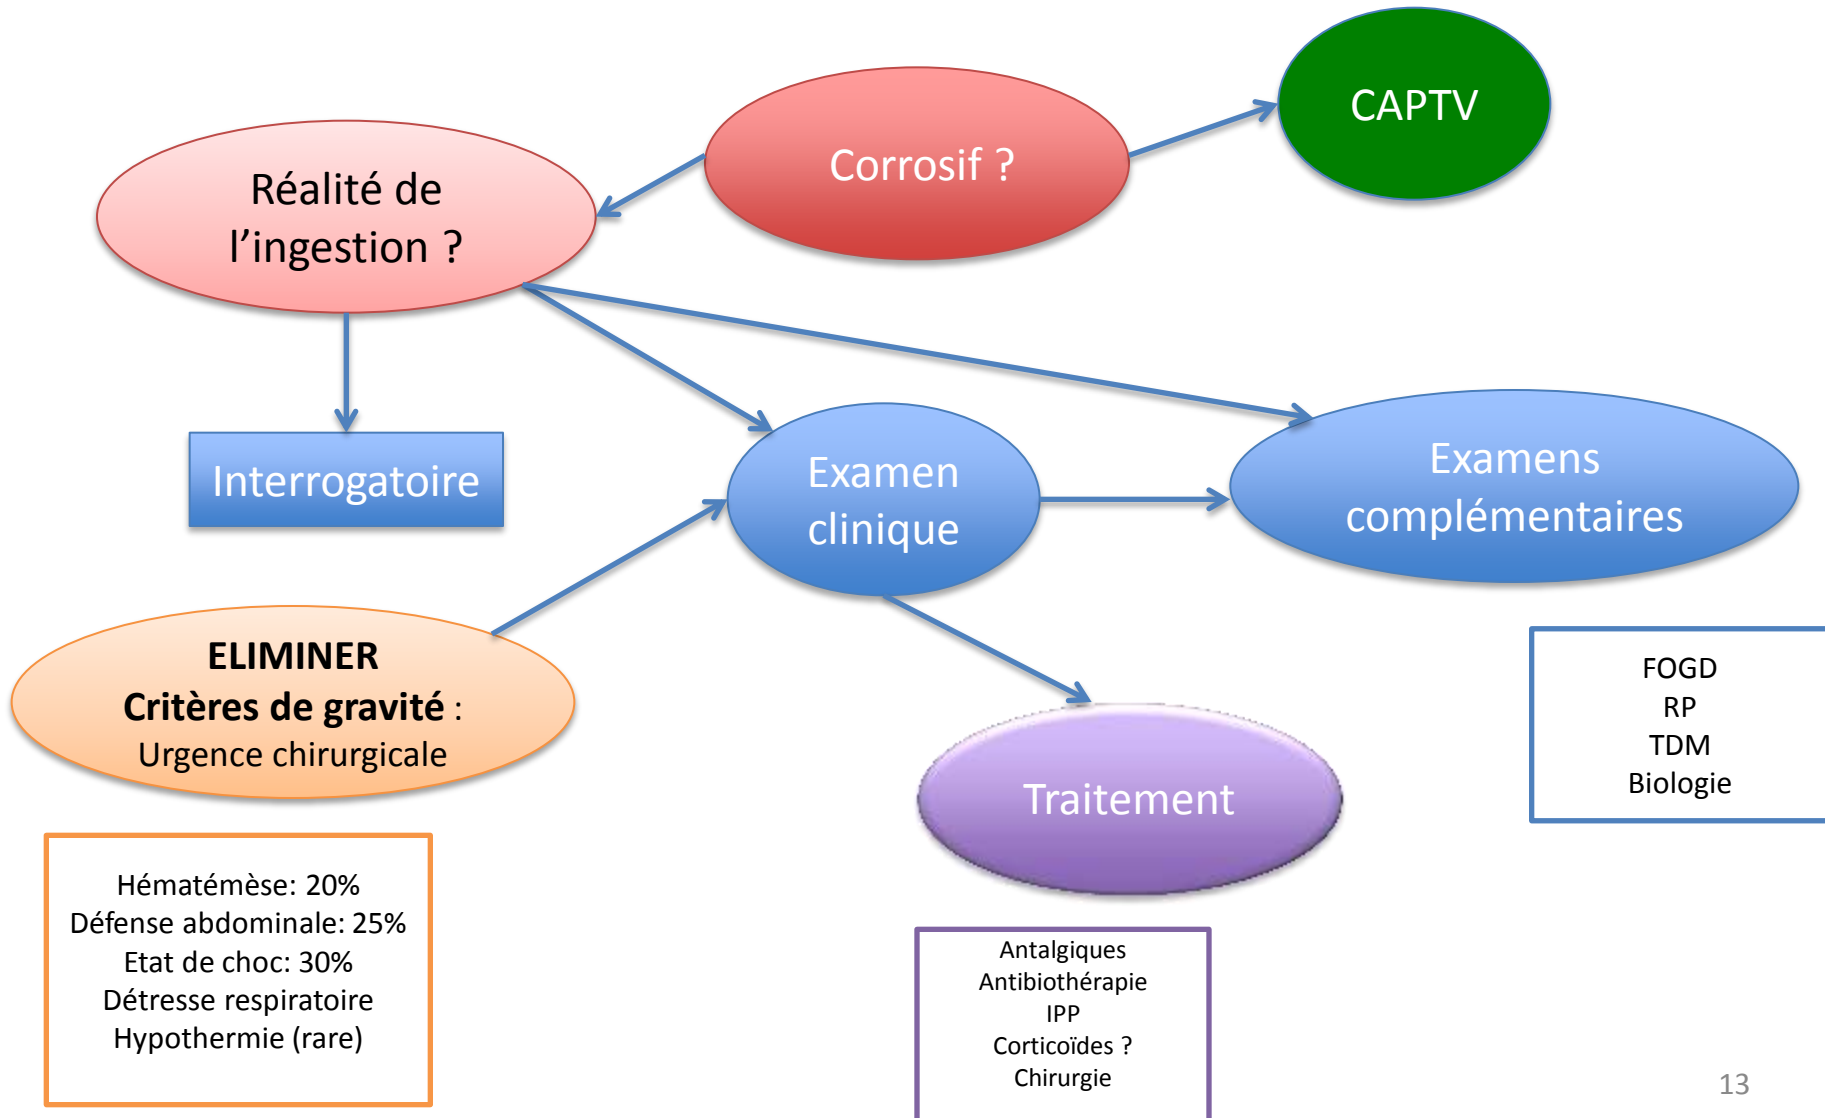 CAPTV
Corrosif ?
Réalité de
l’ingestion ?
Interrogatoire
Examen
clinique
Examens
complémentaires
ELIMINER
Critères de gravité :
Urgence chirurgicale
FOGD
RP
TDM
Biologie
Traitement
Hématémèse: 20%
Défense abdominale: 25%
Etat de choc: 30%
Détresse respiratoire
Hypothermie (rare)
Antalgiques
Antibiothérapie
IPP
Corticoïdes ?
Chirurgie
13